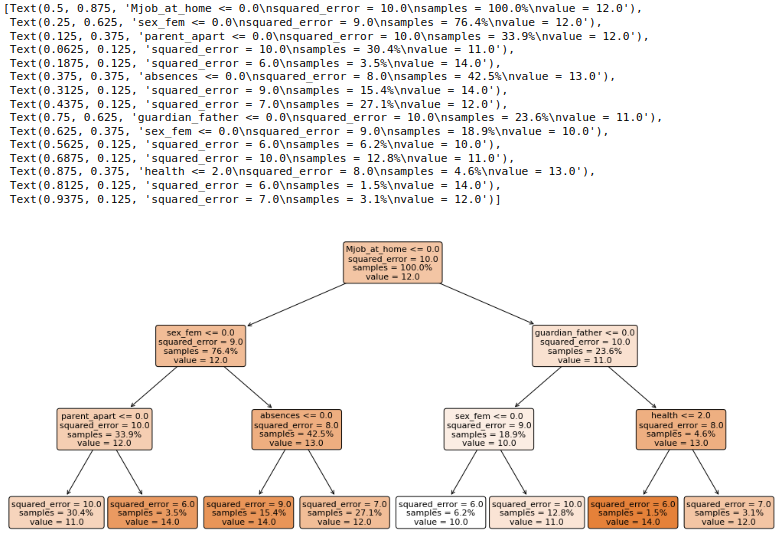 [Text(0.5, 0.875, 'Mjob_at_home <= 0.0\nsquared_error = 10.0\nsamples = 100.0%\nvalue = 12.0'),
Text(0.25, 0.625, 'sex_fem <= 0.0\nsquared_error = 9.0\nsamples = 76.4%\nvalue = 12.0'),
Text(0.125, 0.375, 'parent_apart <= 0.0\nsquared_error = 10.0\nsamples = 33.9%\nvalue = 12.0'),
Text(0.0625, 0.125, 'squared_error = 10.0\nsamples = 30.4%\nvalue = 11.0'),
Text(0.1875, 0.125, 'squared_error = 6.0\nsamples = 3.5%\nvalue = 14.0'),
Text(0.375, 0.375, 'absences <= 0.0\nsquared_error = 8.0\nsamples = 42.5%\nvalue = 13.0'),
Text(0.3125, 0.125, 'squared_error = 9.0\nsamples = 15.4%\nvalue = 14.0'),
Text(0.4375, 0.125, 'squared_error = 7.0\nsamples = 27.1%\nvalue = 12.0'),
Text(0.75, 0.625, 'guardian_father <= 0.0\nsquared_error = 10.0\nsamples = 23.6%\nvalue = 11.0'),
Text(0.625, 0.375, 'sex_fem <= 0.0\nsquared_error = 9.0\nsamples = 18.9%\nvalue = 10.0'),
Text(0.5625, 0.125, 'squared_error = 6.0\nsamples = 6.2%\nvalue = 10.0'),
Text(0.6875, 0.125, 'squared_error = 10.0\nsamples = 12.8%\nvalue = 11.0'),
Text(0.875, 0.375, 'health <= 2.0\nsquared_error = 8.0\nsamples = 4.6%\nvalue = 13.0'),
Text(0.8125, 0.125, 'squared_error = 6.0\nsamples = 1.5%\nvalue = 14.0'),
Text(0.9375, 0.125, 'squared_error = 7.0\nsamples = 3.1%\nvalue = 12.0')]
Mjob_at_home <= 0.0
squared_error = 10.0
samples = 100.0%
value = 12.0
sex_fem <= 0.0
squared_error = 9.0
samples = 76.4%
value = 12.0
guardian_father <= 0.0
squared_error = 10.0
samples = 23.6%
value = 11.0
parent_apart <= 0.0
squared_error = 10.0
samples = 33.9%
value = 12.0
absences <= 0.0
squared_error = 8.0
samples = 42.5%
value = 13.0
sex_fem <= 0.0
squared_error = 9.0
samples = 18.9%
value = 10.0
health <= 2.0
squared_error = 8.0
samples = 4.6%
value = 13.0
squared_error = 10.0
samples = 30.4%
value = 11.0
squared_error = 6.0
samples = 3.5%
value = 14.0
squared_error = 9.0
samples = 15.4%
value = 14.0
squared_error = 7.0
samples = 27.1%
value = 12.0
squared_error = 6.0
samples = 6.2%
value = 10.0
squared_error = 10.0
samples = 12.8%
value = 11.0
squared_error = 6.0
samples = 1.5%
value = 14.0
squared_error = 7.0
samples = 3.1%
value = 12.0